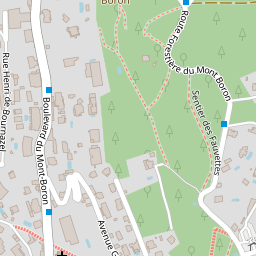 Boron
Route Forestière du Mont Boron
Sentier des Fauvettes
Rue Henri de Bournazel
Boulevard du Mont-Boron
Avenue G